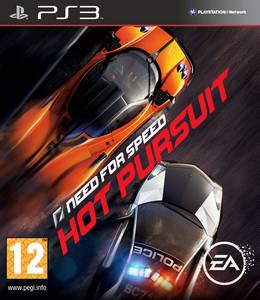 PS3
PLAYSTATION Network
NEED FOR SPEED
HOT PURSUIT
POLICE
12
www.pegi.info
EA